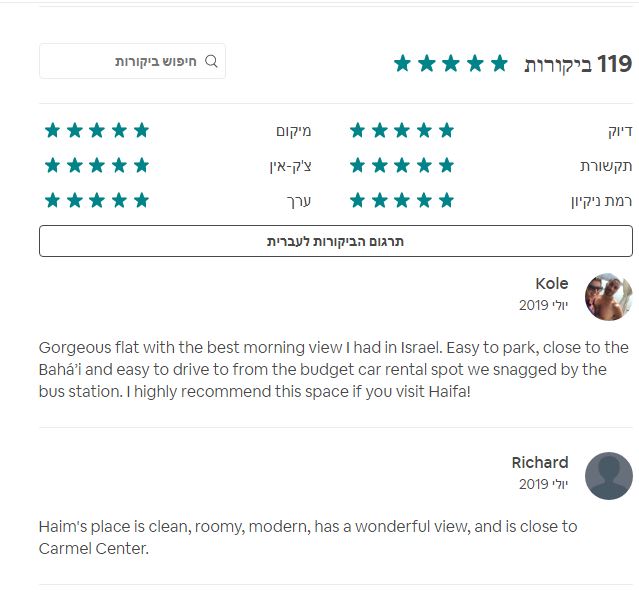 119 ביקורות
חיפוש ביקורות
דיוק
מיקום
תקשורת
צ'ק-אין
רמת ניקיון
ערך
תרגום הביקורות לעברית
Kole
יולי 2019
Gorgeous flat with the best morning view I had in Israel. Easy to park, close to the
Bahá’i and easy to drive to from the budget car rental spot we snagged by the
bus station. I highly recommend this space if you visit Haifa!
Richard
יולי 2019
Haim's place is clean, roomy, modern, has a wonderful view, and is close to
Carmel Center.